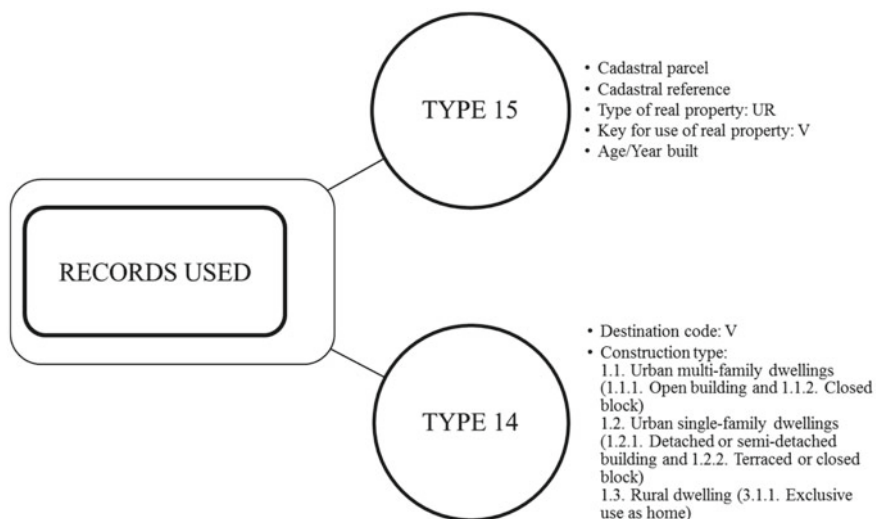 TYPE 15
• Cadastral parcel
• Cadastral reference
• Type of real property: UR
• Key for use of real property: V
• Age/Year built
RECORDS USED
TYPE 14
• Destination code: V
• Construction type:
1.1. Urban multi-family dwellings
(1.1.1. Open building and 1.1.2. Closed
block)
1.2. Urban single-family dwellings
(1.2.1. Detached or semi-detached
building and 1.2.2. Terraced or closed
block)
1.3. Rural dwelling (3.1.1. Exclusive
use as home)